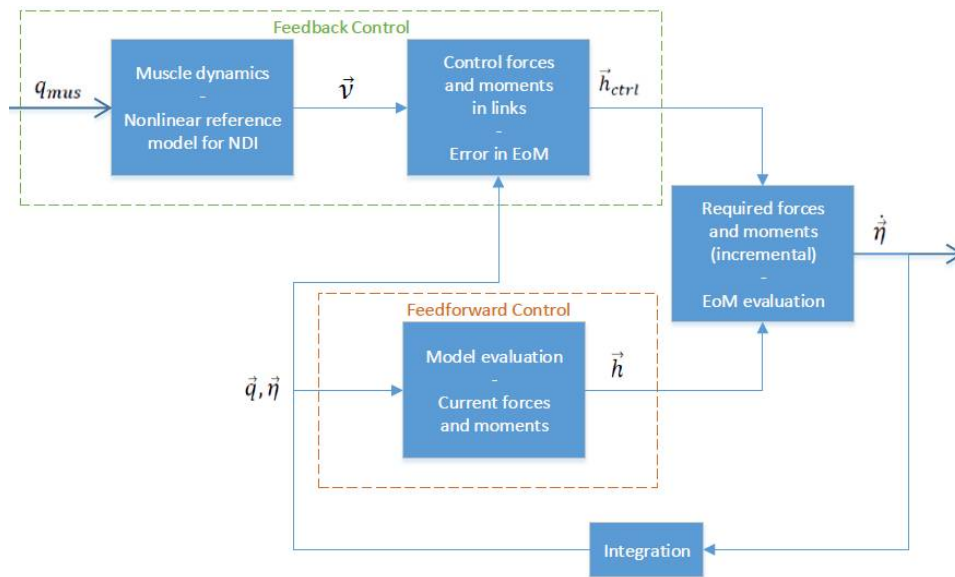 Feedback Control
q_mus
Muscle dynamics
-
Nonlinear reference
model for NDI
v⃗
Control forces
and moments
in links
-
Error in EoM
h⃗_ctrl
Required forces
and moments
(incremental)
-
EoM evaluation
η⃗̇
Feedforward Control
q⃗, η⃗
Model evaluation
-
Current forces
and moments
h⃗
Integration